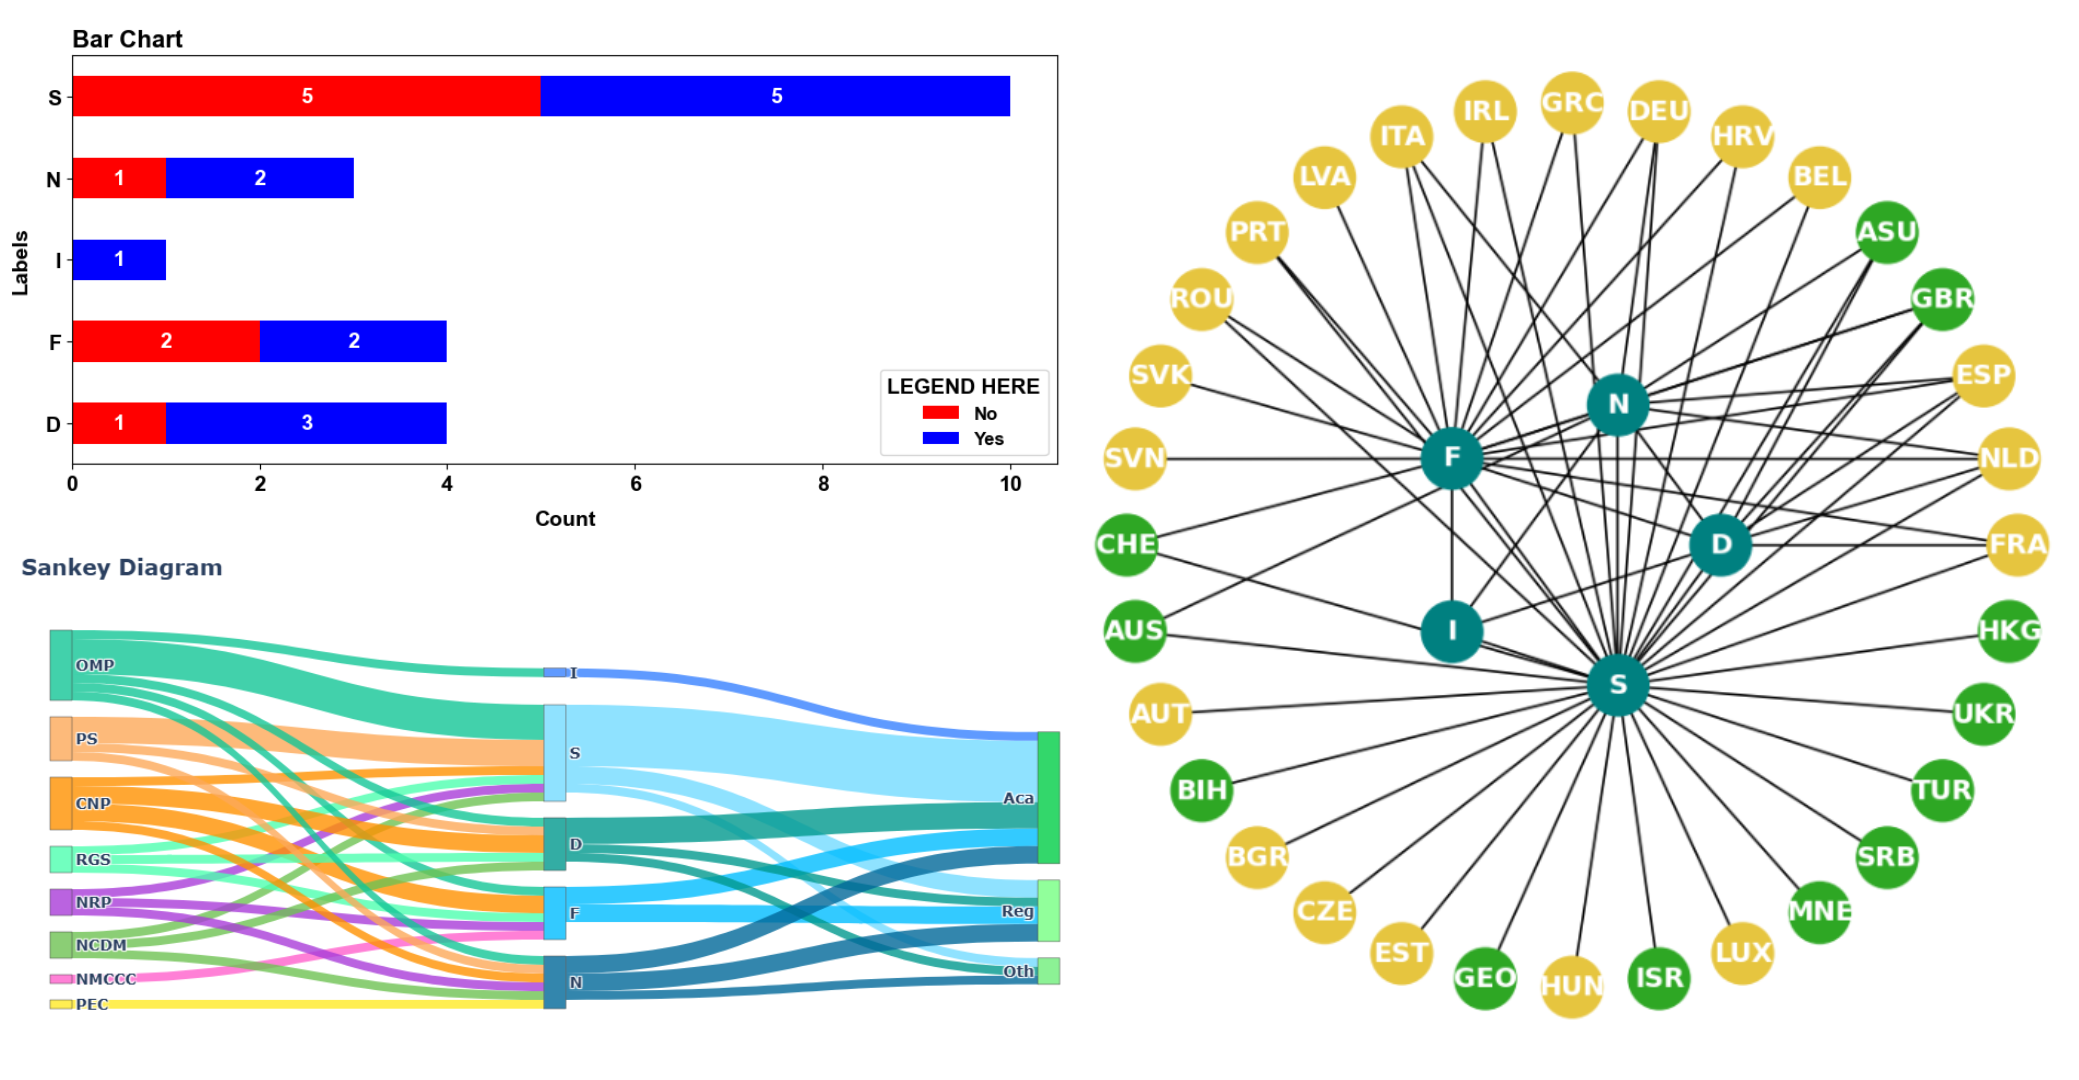 Bar Chart
S
5
5
N
1
2
I
1
F
2
2
D
1
3
Labels
0
2
4
6
8
10
Count
LEGEND HERE
No
Yes
Sankey Diagram
OMP
PS
CNP
RGS
NRP
NCDM
NMCCC
PEC
I
S
D
F
N
Aca
Reg
Oth
GRC
IRL
DEU
ITA
HRV
LVA
BEL
PRT
ASU
ROU
GBR
SVK
ESP
N
SVN
F
NLD
CHE
D
FRA
AUS
I
HKG
S
AUT
UKR
BIH
TUR
BGR
SRB
CZE
MNE
EST
LUX
GEO
ISR
HUN